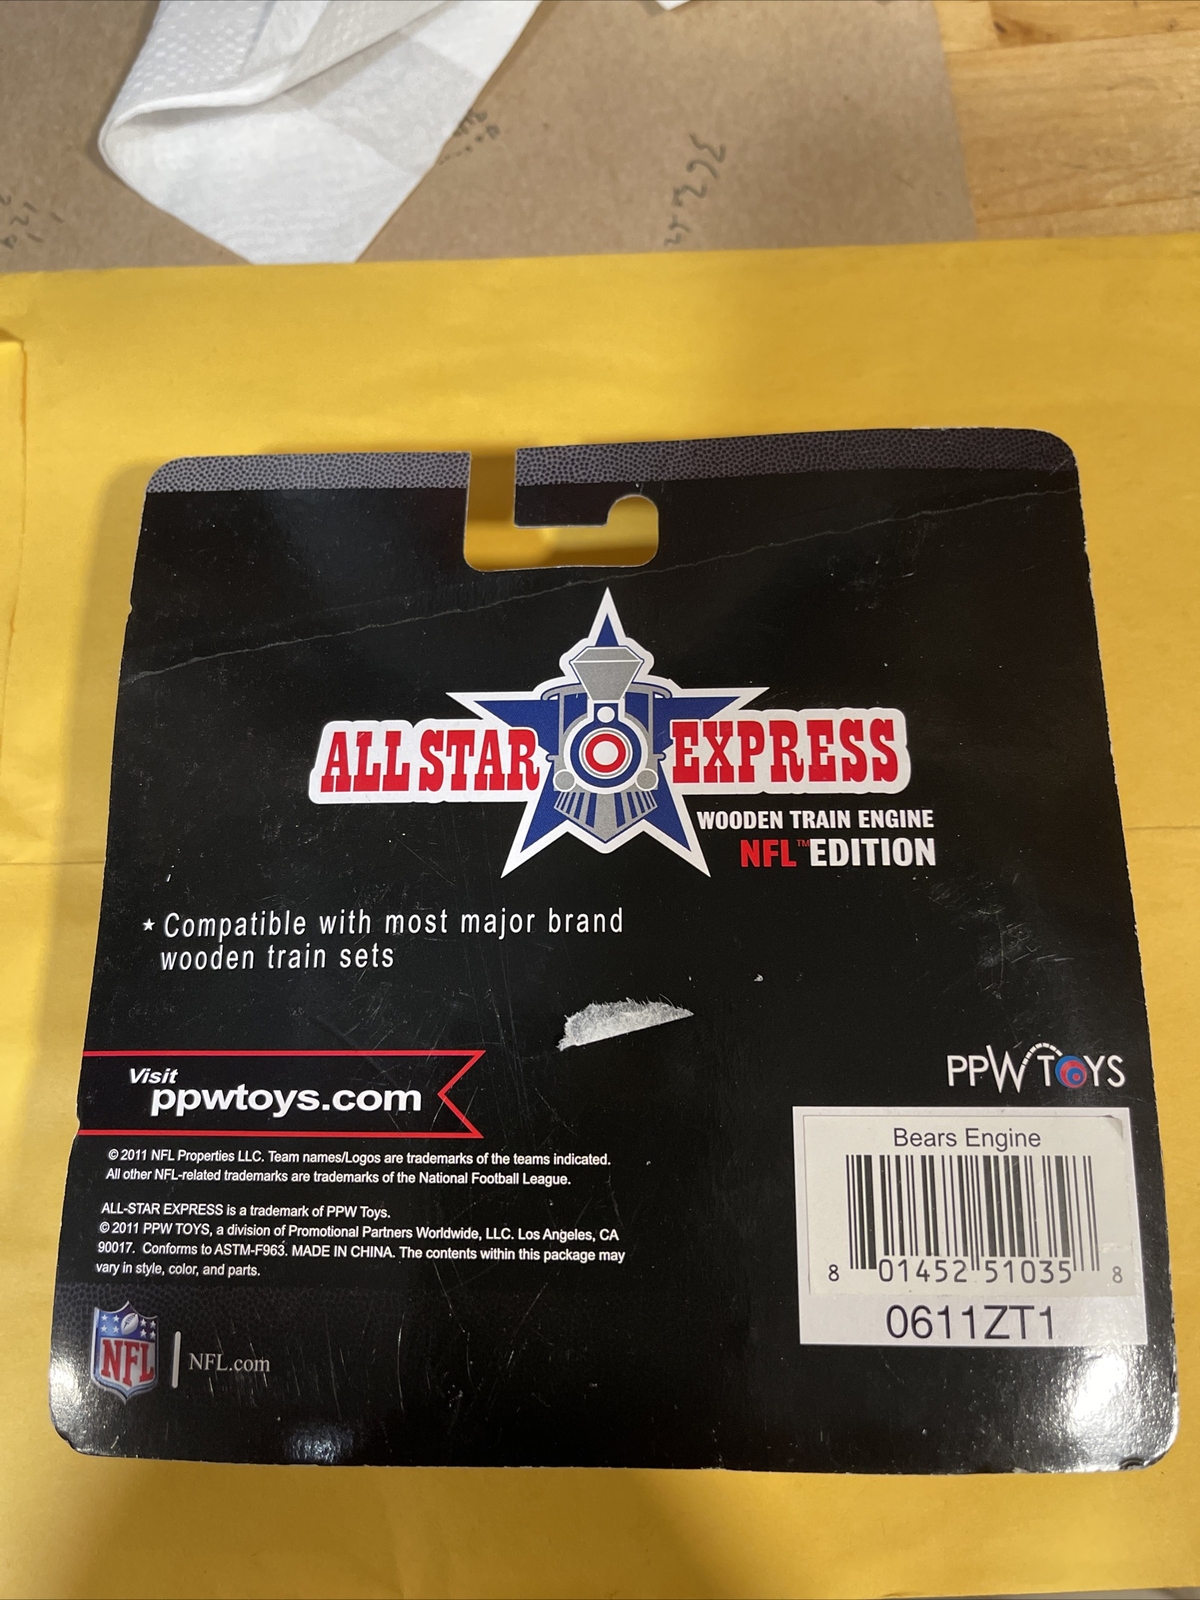 ALL STAR EXPRESS
WOODEN TRAIN ENGINE
NFL™ EDITION
★ Compatible with most major brand
wooden train sets
Visit
ppwtoys.com
© 2011 NFL Properties LLC. Team names/Logos are trademarks of the teams indicated.
All other NFL-related trademarks are trademarks of the National Football League.
ALL-STAR EXPRESS is a trademark of PPW Toys.
© 2011 PPW TOYS, a division of Promotional Partners Worldwide, LLC. Los Angeles, CA
90017. Conforms to ASTM-F963. MADE IN CHINA. The contents within this package may
vary in style, color, and parts.
NFL
NFL.com
PPW TOYS
Bears Engine
8 01452 51035 8
0611ZT1